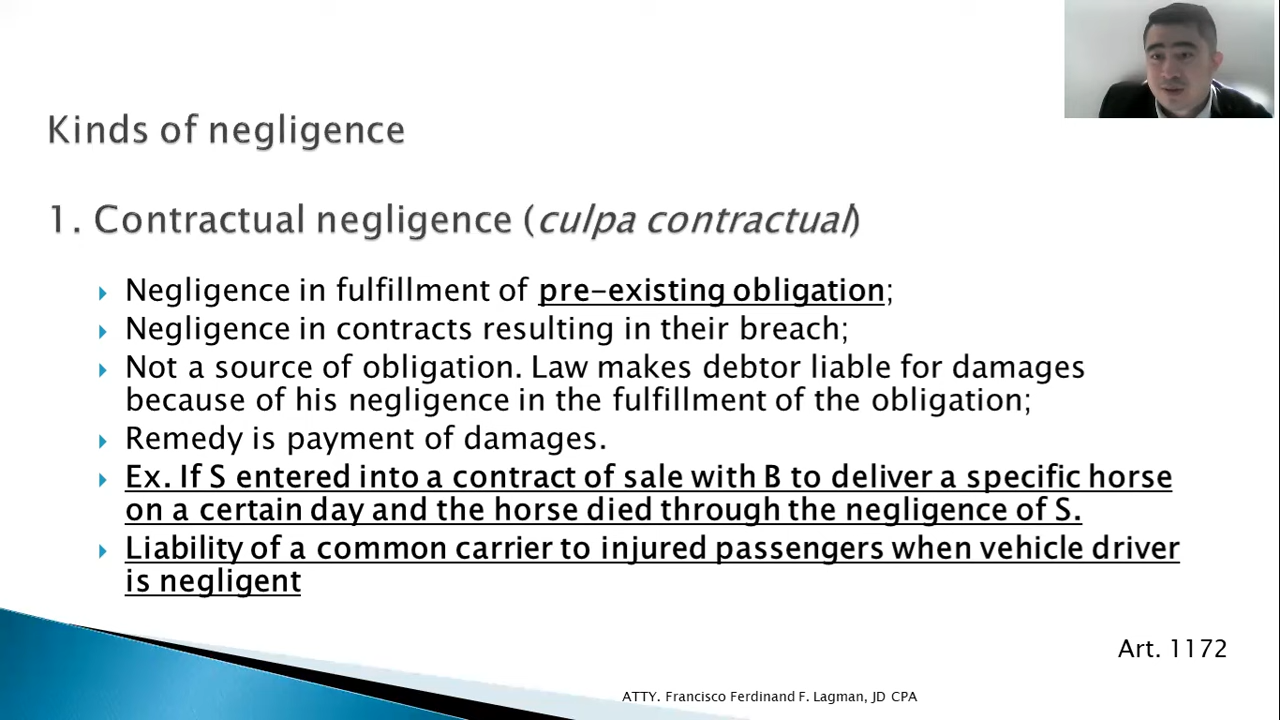 Kinds of negligence
1. Contractual negligence (culpa contractual)
Negligence in fulfillment of pre-existing obligation;
Negligence in contracts resulting in their breach;
Not a source of obligation. Law makes debtor liable for damages
because of his negligence in the fulfillment of the obligation;
Remedy is payment of damages.
Ex. If S entered into a contract of sale with B to deliver a specific horse
on a certain day and the horse died through the negligence of S.
Liability of a common carrier to injured passengers when vehicle driver
is negligent
Art. 1172
ATTY. Francisco Ferdinand F. Lagman, JD CPA